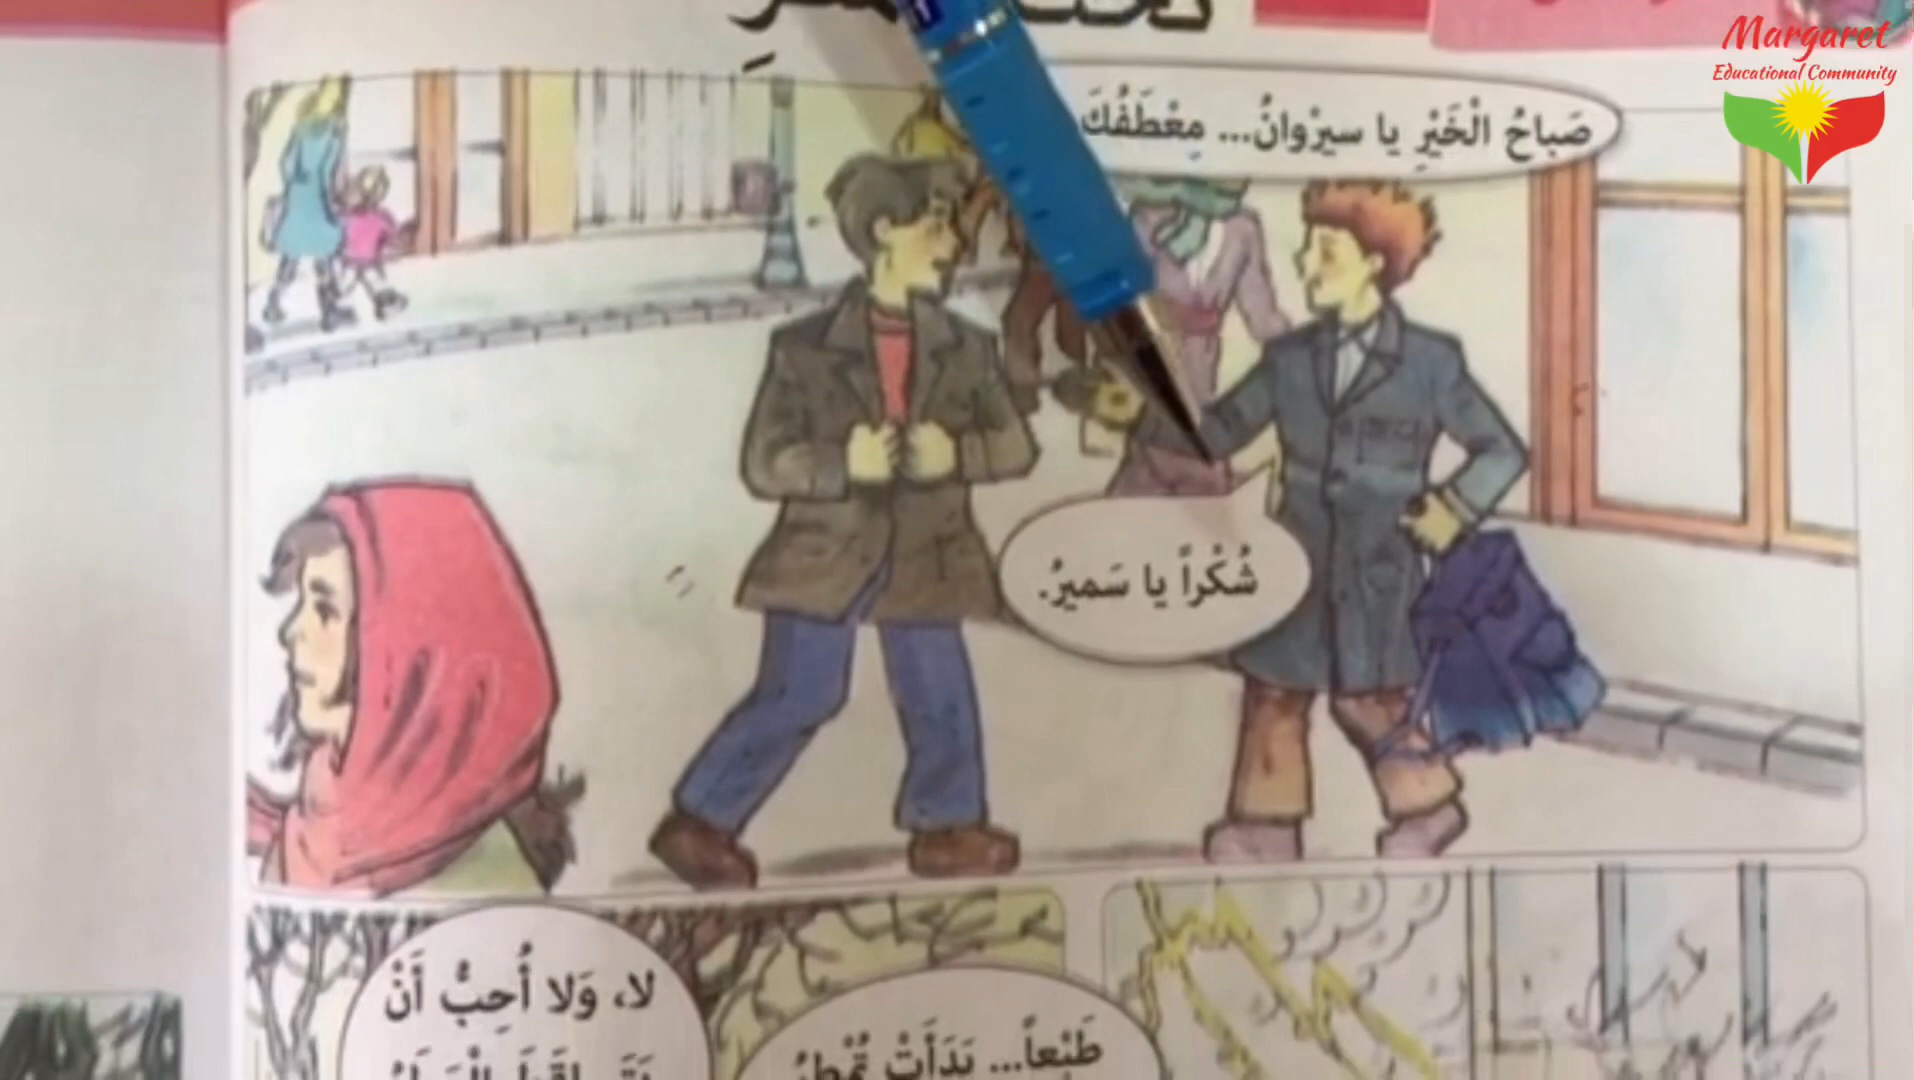 Margaret
Educational Community
صَباحُ الْخَيْرِ يا سيرْوانُ... مِعْطَفُكَ
شُكْراً يا سَميرُ.
لا، وَلا أُحِبُّ أَنْ
طَبْعاً... بَدَأَتْ تُمْطِرُ